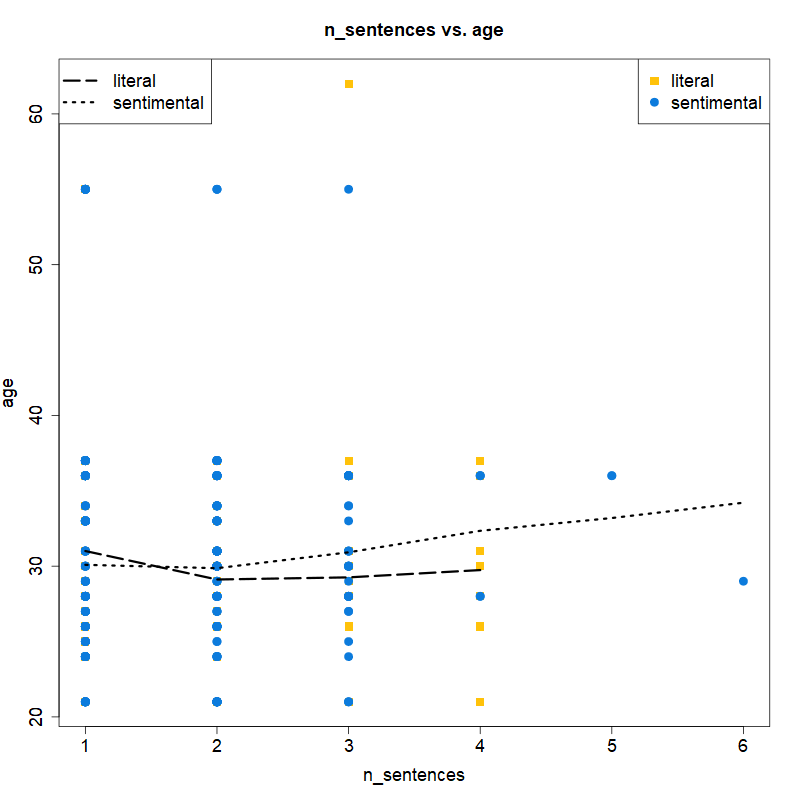 n_sentences vs. age
literal
sentimental
literal
sentimental
age
60
50
40
30
20
1 2 3 4 5 6
n_sentences